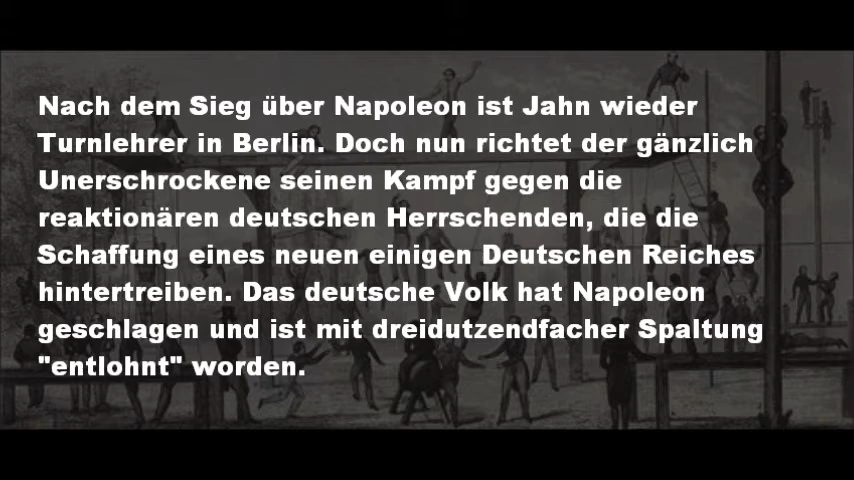 Nach dem Sieg über Napoleon ist Jahn wieder
Turnlehrer in Berlin. Doch nun richtet der gänzlich
Unerschrockene seinen Kampf gegen die
reaktionären deutschen Herrschenden, die die
Schaffung eines neuen einigen Deutschen Reiches
hintertreiben. Das deutsche Volk hat Napoleon
geschlagen und ist mit dreidutzendfacher Spaltung
"entlohnt" worden.